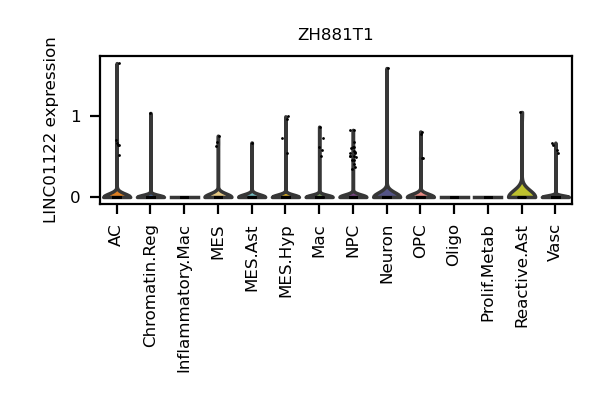 ZH881T1
LINC01122 expression
1
0
AC
Chromatin.Reg
Inflammatory.Mac
MES
MES.Ast
MES.Hyp
Mac
NPC
Neuron
OPC
Oligo
Prolif.Metab
Reactive.Ast
Vasc